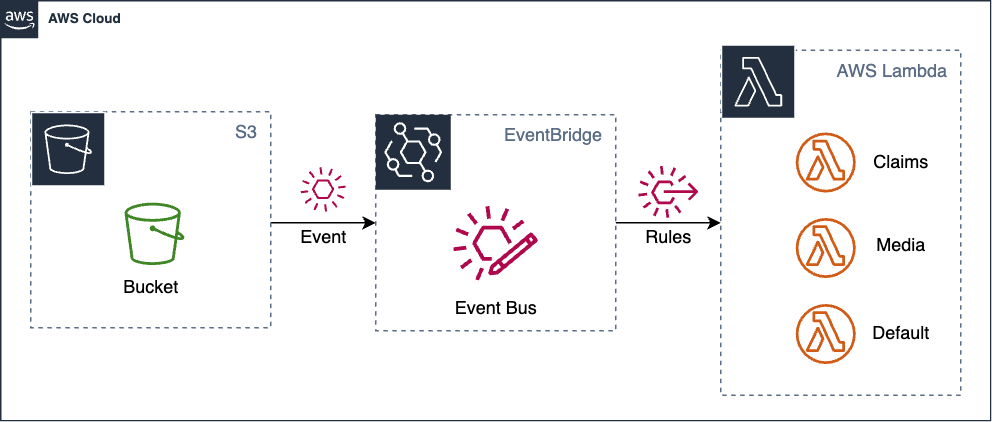 aws
AWS Cloud
AWS Lambda
S3
EventBridge
Claims
Event
Rules
Media
Bucket
Event Bus
Default